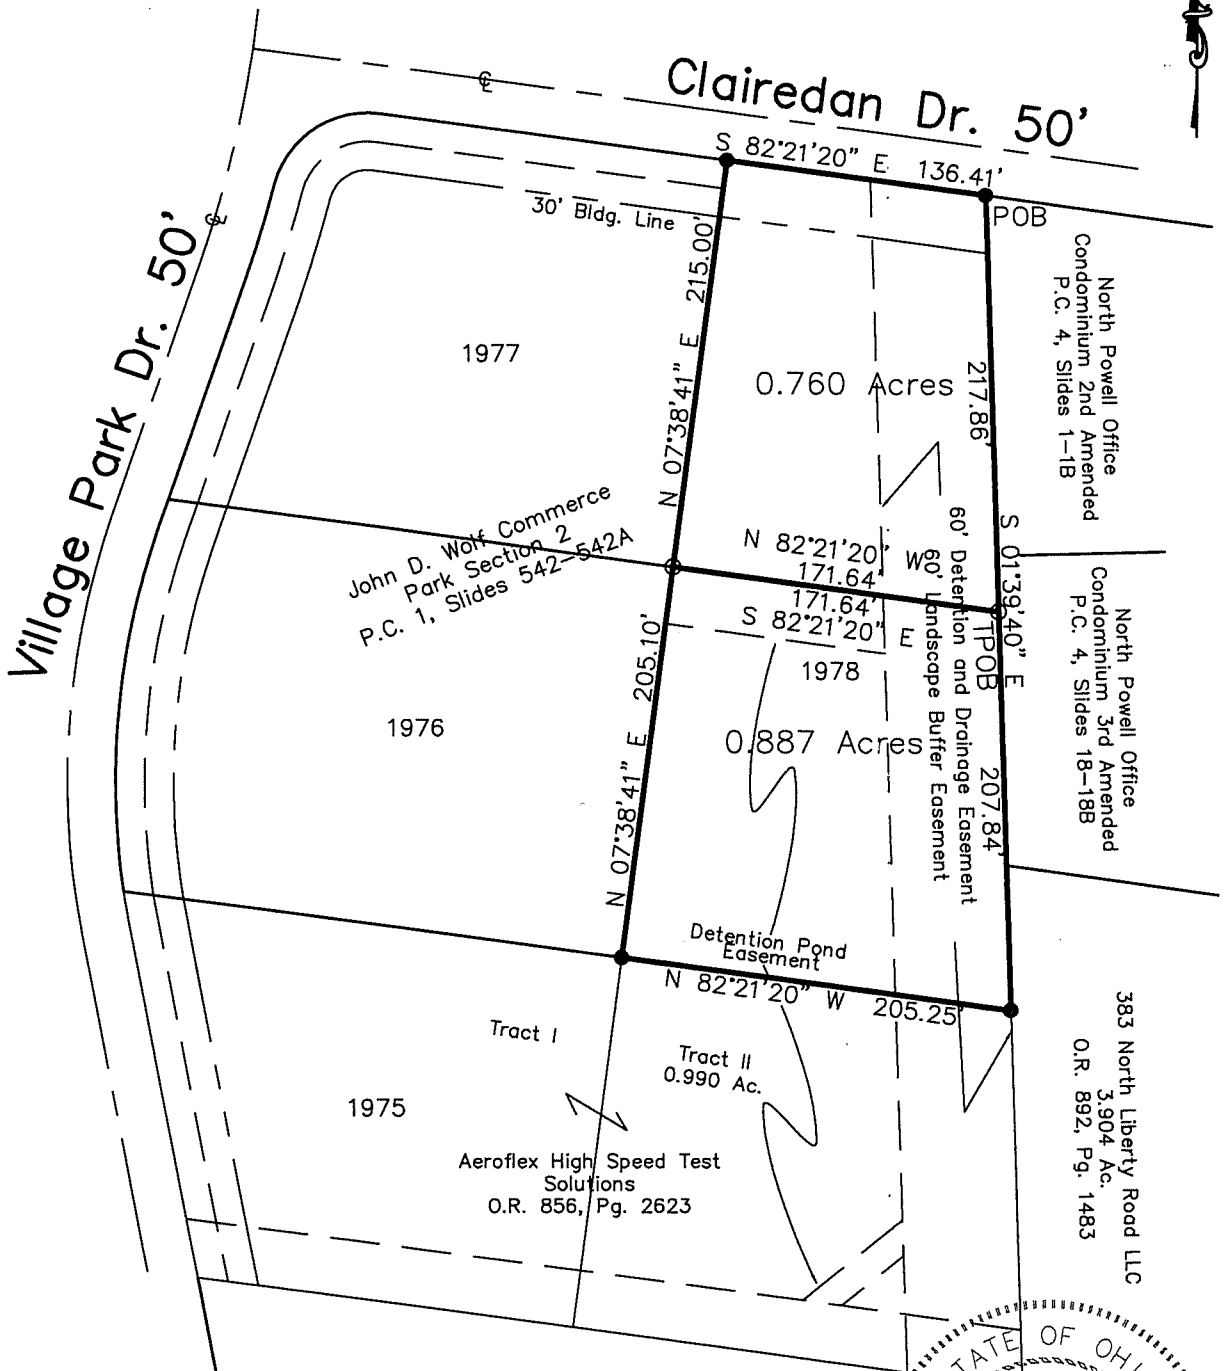 Clairedan Dr. 50'
S 82°21'20" E 136.41'
POB
30' Bldg. Line
Village Park Dr. 50'
North Powell Office
Condominium 2nd Amended
P.C. 4, Slides 1-1B
N 07°38'41" E 215.00'
1977
0.760 Acres
217.86'
John D. Wolf Commerce
Park Section 2
P.C. 1, Slides 542-542A
N 82°21'20" W
171.64'
171.64'
S 82°21'20" E
S 01°39'40" E
TPOB
60' Detention and Drainage Easement
60' Landscape Buffer Easement
North Powell Office
Condominium 3rd Amended
P.C. 4, Slides 18-18B
N 07°38'41" E 205.10'
1978
1976
0.887 Acres
207.84'
Detention Pond
Easement
N 82°21'20" W 205.25'
Tract I
Tract II
0.990 Ac.
383 North Liberty Road LLC
3.904 Ac.
O.R. 892, Pg. 1483
1975
Aeroflex High Speed Test
Solutions
O.R. 856, Pg. 2623
TATE OF OHI